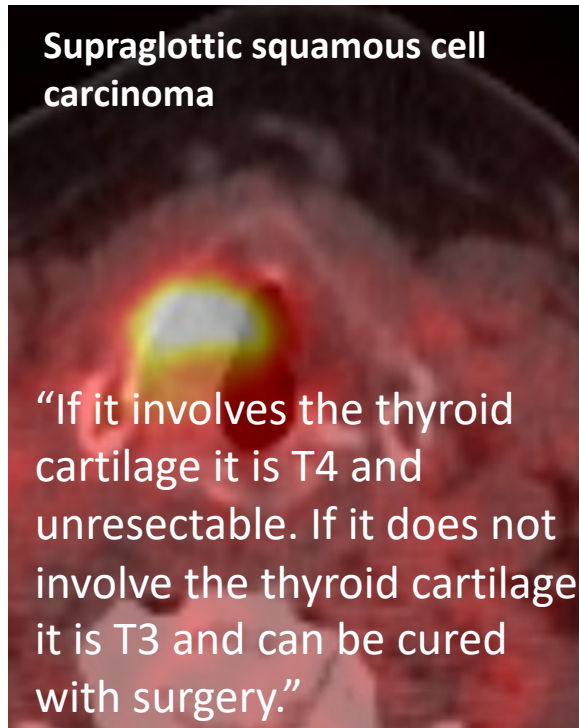 Supraglottic squamous cell
carcinoma
“If it involves the thyroid
cartilage it is T4 and
unresectable. If it does not
involve the thyroid cartilage
it is T3 and can be cured
with surgery.”